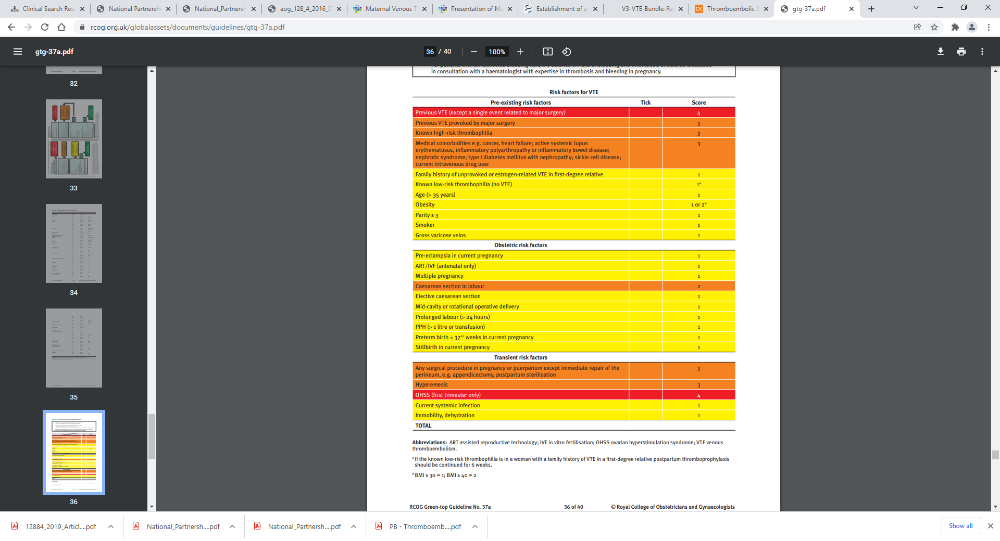 Clinical Search Res
National Partnershi
National_Partnersh
aog_128_4_2016_0
Maternal Venous T
Presentation of Ma
Establishment of a
V3-VTE-Bundle-Re
Thromboembolic D
gtg-37a.pdf
rcog.org.uk/globalassets/documents/guidelines/gtg-37a.pdf
gtg-37a.pdf
36 / 40
100%
32
33
34
35
36
in consultation with a haematologist with expertise in thrombosis and bleeding in pregnancy.
Risk factors for VTE
Pre-existing risk factors Tick Score
Previous VTE (except a single event related to major surgery) 4
Previous VTE provoked by major surgery 3
Known high-risk thrombophilia 3
Medical comorbidities e.g. cancer, heart failure; active systemic lupus 3
erythematosus, inflammatory polyarthropathy or inflammatory bowel disease;
nephrotic syndrome; type I diabetes mellitus with nephropathy; sickle cell disease;
current intravenous drug user
Family history of unprovoked or estrogen-related VTE in first-degree relative 1
Known low-risk thrombophilia (no VTE) 1a
Age (> 35 years) 1
Obesity 1 or 2b
Parity ≥ 3 1
Smoker 1
Gross varicose veins 1
Obstetric risk factors
Pre-eclampsia in current pregnancy 1
ART/IVF (antenatal only) 1
Multiple pregnancy 1
Caesarean section in labour 2
Elective caesarean section 1
Mid-cavity or rotational operative delivery 1
Prolonged labour (> 24 hours) 1
PPH (> 1 litre or transfusion) 1
Preterm birth < 37+0 weeks in current pregnancy 1
Stillbirth in current pregnancy 1
Transient risk factors
Any surgical procedure in pregnancy or puerperium except immediate repair of the 3
perineum, e.g. appendicectomy, postpartum sterilisation
Hyperemesis 3
OHSS (first trimester only) 4
Current systemic infection 1
Immobility, dehydration 1
TOTAL
Abbreviations: ART assisted reproductive technology; IVF in vitro fertilisation; OHSS ovarian hyperstimulation syndrome; VTE venous
thromboembolism.
a If the known low-risk thrombophilia is in a woman with a family history of VTE in a first-degree relative postpartum thromboprophylaxis
should be continued for 6 weeks.
b BMI ≥ 30 = 1; BMI ≥ 40 = 2
RCOG Green-top Guideline No. 37a 36 of 40 © Royal College of Obstetricians and Gynaecologists
12884_2019_Articl....pdf
National_Partnersh....pdf
National_Partnersh....pdf
PB - Thromboemb....pdf
Show all